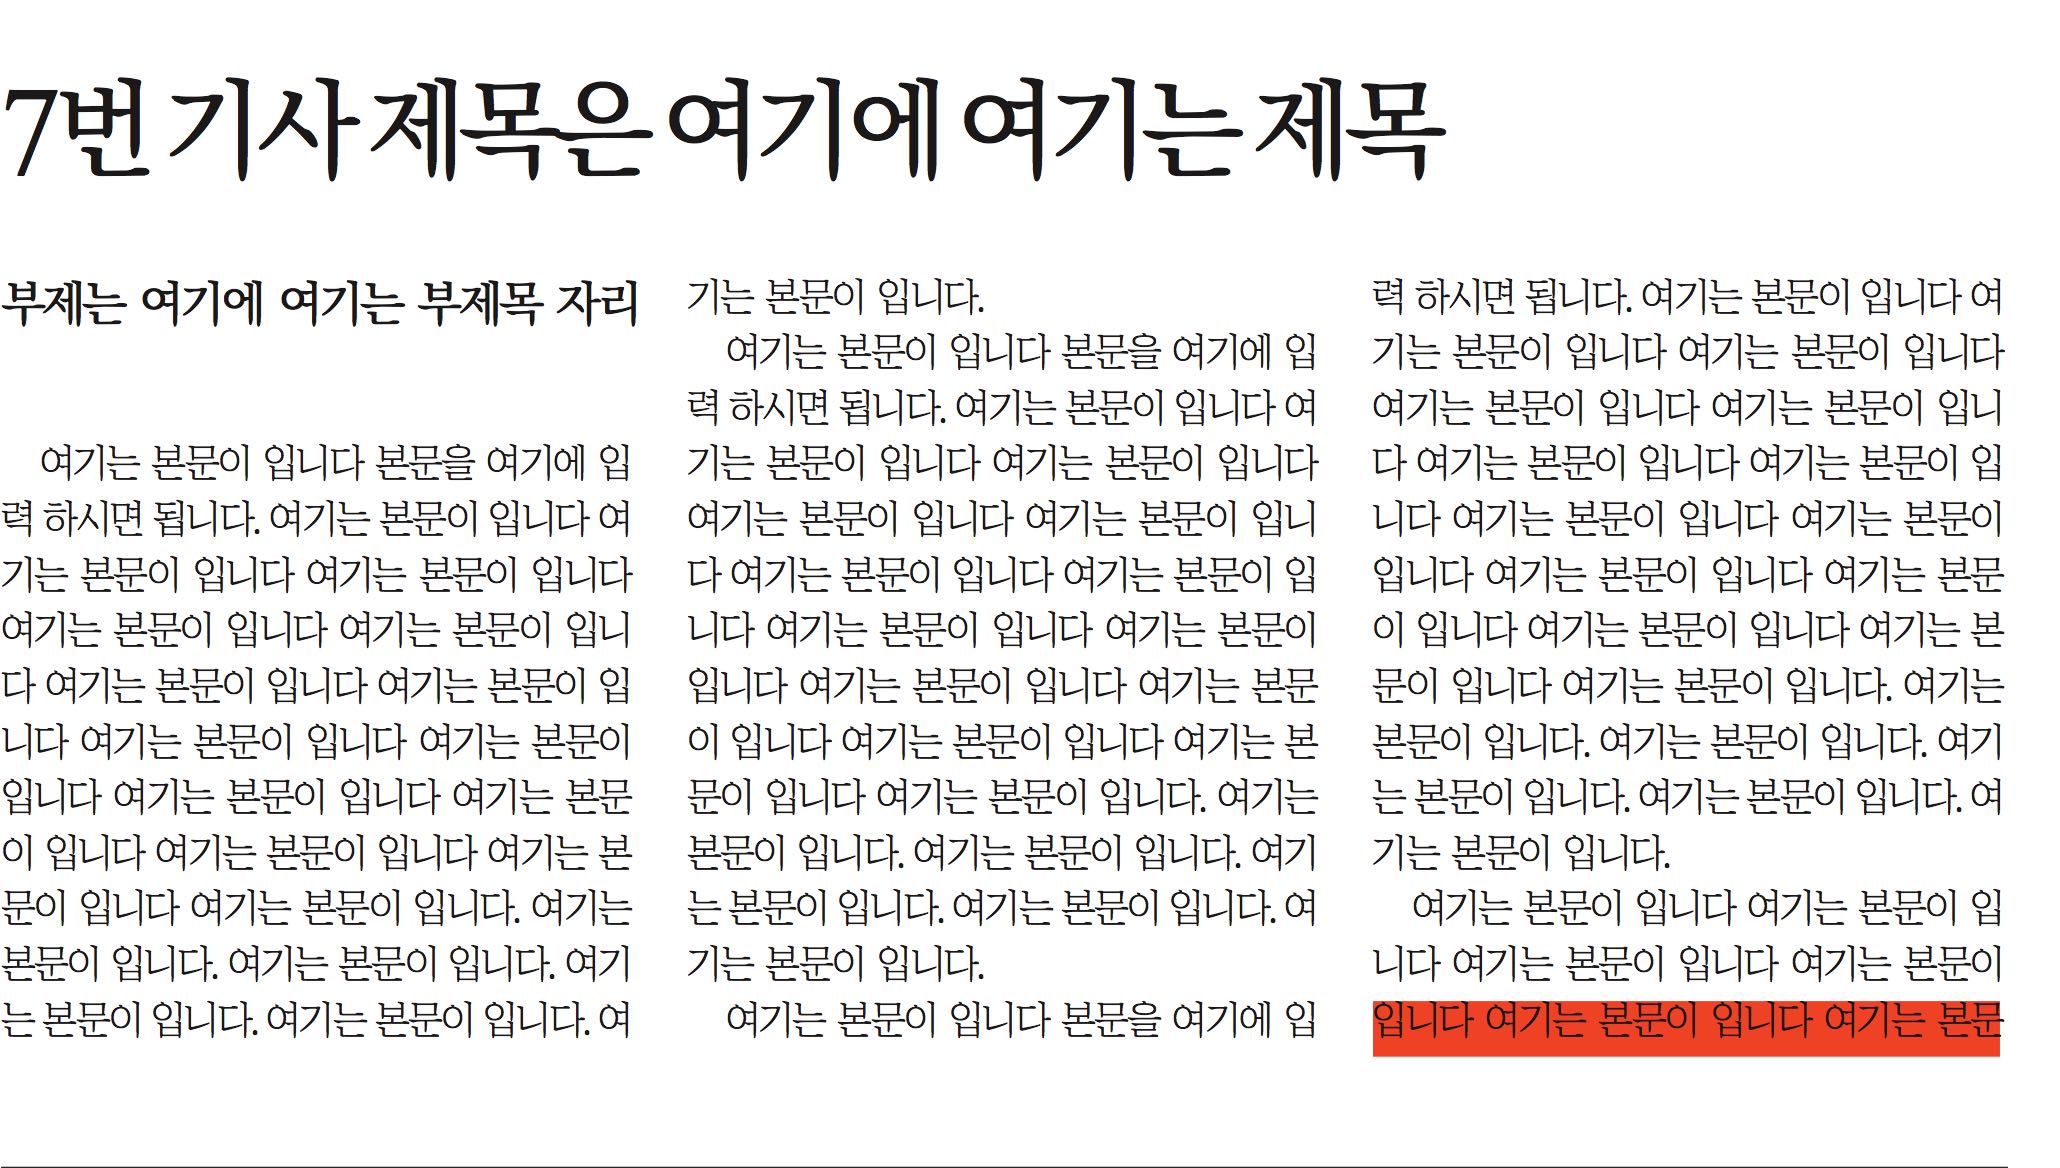 7번 기사 제목은 여기에 여기는 제목
부제는 여기에 여기는 부제목 자리
여기는 본문이 입니다 본문을 여기에 입
력 하시면 됩니다. 여기는 본문이 입니다 여
기는 본문이 입니다 여기는 본문이 입니다
여기는 본문이 입니다 여기는 본문이 입니
다 여기는 본문이 입니다 여기는 본문이 입
니다 여기는 본문이 입니다 여기는 본문이
입니다 여기는 본문이 입니다 여기는 본문
이 입니다 여기는 본문이 입니다 여기는 본
문이 입니다 여기는 본문이 입니다. 여기는
본문이 입니다. 여기는 본문이 입니다. 여기
는 본문이 입니다. 여기는 본문이 입니다. 여
기는 본문이 입니다.
여기는 본문이 입니다 본문을 여기에 입
력 하시면 됩니다. 여기는 본문이 입니다 여
기는 본문이 입니다 여기는 본문이 입니다
여기는 본문이 입니다 여기는 본문이 입니
다 여기는 본문이 입니다 여기는 본문이 입
니다 여기는 본문이 입니다 여기는 본문이
입니다 여기는 본문이 입니다 여기는 본문
이 입니다 여기는 본문이 입니다 여기는 본
문이 입니다 여기는 본문이 입니다. 여기는
본문이 입니다. 여기는 본문이 입니다. 여기
는 본문이 입니다. 여기는 본문이 입니다. 여
기는 본문이 입니다.
여기는 본문이 입니다 본문을 여기에 입
력 하시면 됩니다. 여기는 본문이 입니다 여
기는 본문이 입니다 여기는 본문이 입니다
여기는 본문이 입니다 여기는 본문이 입니
다 여기는 본문이 입니다 여기는 본문이 입
니다 여기는 본문이 입니다 여기는 본문이
입니다 여기는 본문이 입니다 여기는 본문
이 입니다 여기는 본문이 입니다 여기는 본
문이 입니다 여기는 본문이 입니다. 여기는
본문이 입니다. 여기는 본문이 입니다. 여기
는 본문이 입니다. 여기는 본문이 입니다. 여
기는 본문이 입니다.
여기는 본문이 입니다 여기는 본문이 입
니다 여기는 본문이 입니다 여기는 본문이
입니다 여기는 본문이 입니다 여기는 본문